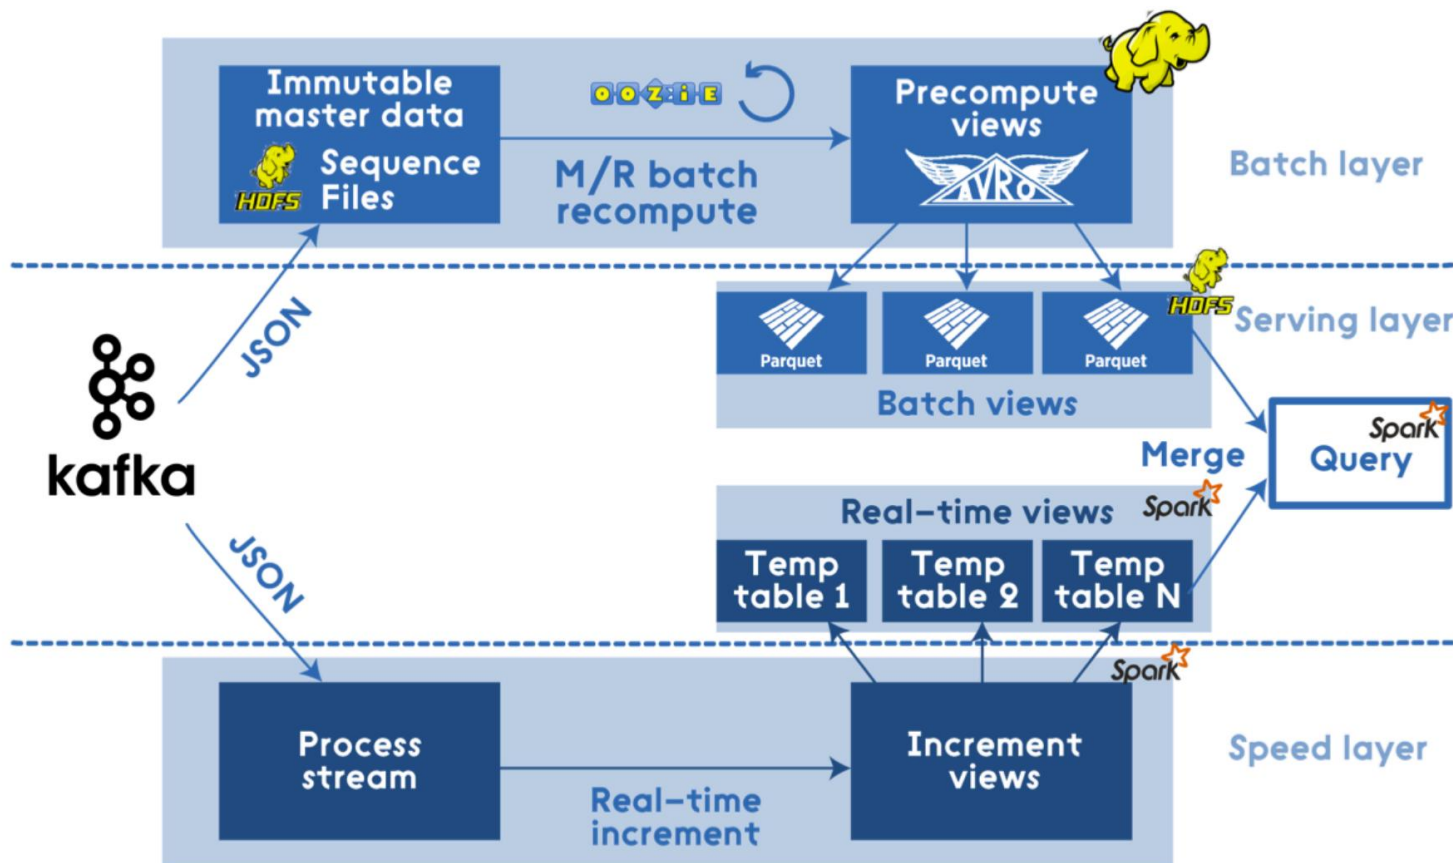 Immutable
master data
HDFS
Sequence
Files
OOZIE
M/R batch
recompute
Precompute
views
AVRO
Batch layer
JSON
kafka
JSON
Parquet
Parquet
Parquet
HDFS
Serving layer
Batch views
Merge
Spark
Query
Real-time views
Spark
Temp
table 1
Temp
table 2
Temp
table N
Spark
Process
stream
Real-time
increment
Increment
views
Speed layer